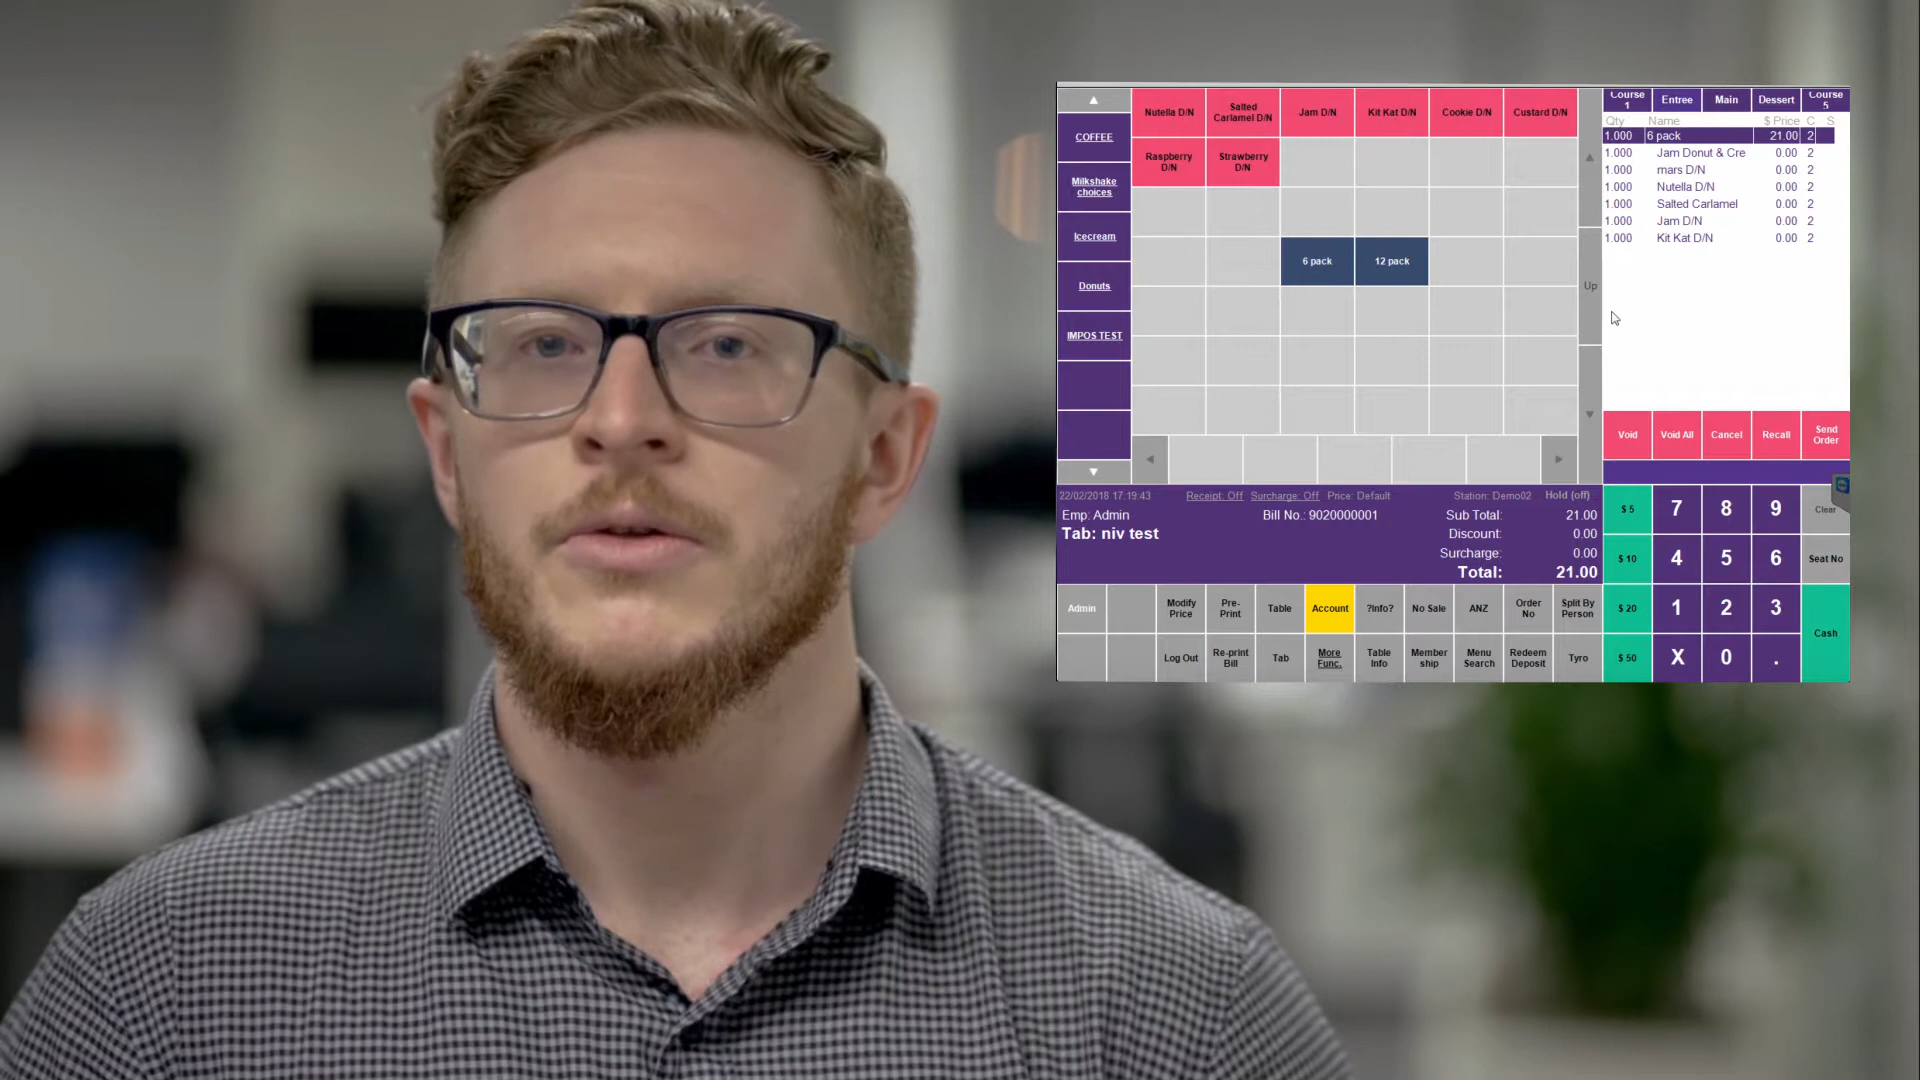 COFFEE
Milkshake
choices
Icecream
Donuts
IMPOS TEST
Nutella D/N
Salted
Carlamel D/N
Jam D/N
Kit Kat D/N
Cookie D/N
Custard D/N
Raspberry
D/N
Strawberry
D/N
6 pack
12 pack
Up
Course
1
Entree
Main
Dessert
Course
5
Qty Name $ Price C S
1.000 6 pack 21.00 2
1.000 Jam Donut & Cre 0.00 2
1.000 mars D/N 0.00 2
1.000 Nutella D/N 0.00 2
1.000 Salted Carlamel 0.00 2
1.000 Jam D/N 0.00 2
1.000 Kit Kat D/N 0.00 2
Void
Void All
Cancel
Recall
Send
Order
22/02/2018 17:19:43 Receipt: Off Surcharge: Off Price: Default Station: Demo02 Hold (off)
Emp: Admin Bill No.: 9020000001 Sub Total: 21.00
Tab: niv test Discount: 0.00
Surcharge: 0.00
Total: 21.00
$ 5 7 8 9 Clear
$ 10 4 5 6 Seat No
$ 20 1 2 3
Cash
$ 50 X 0 .
Admin
Modify
Price
Pre-
Print
Table
Account
?Info?
No Sale
ANZ
Order
No
Split By
Person
Log Out
Re-print
Bill
Tab
More
Func.
Table
Info
Member
ship
Menu
Search
Redeem
Deposit
Tyro